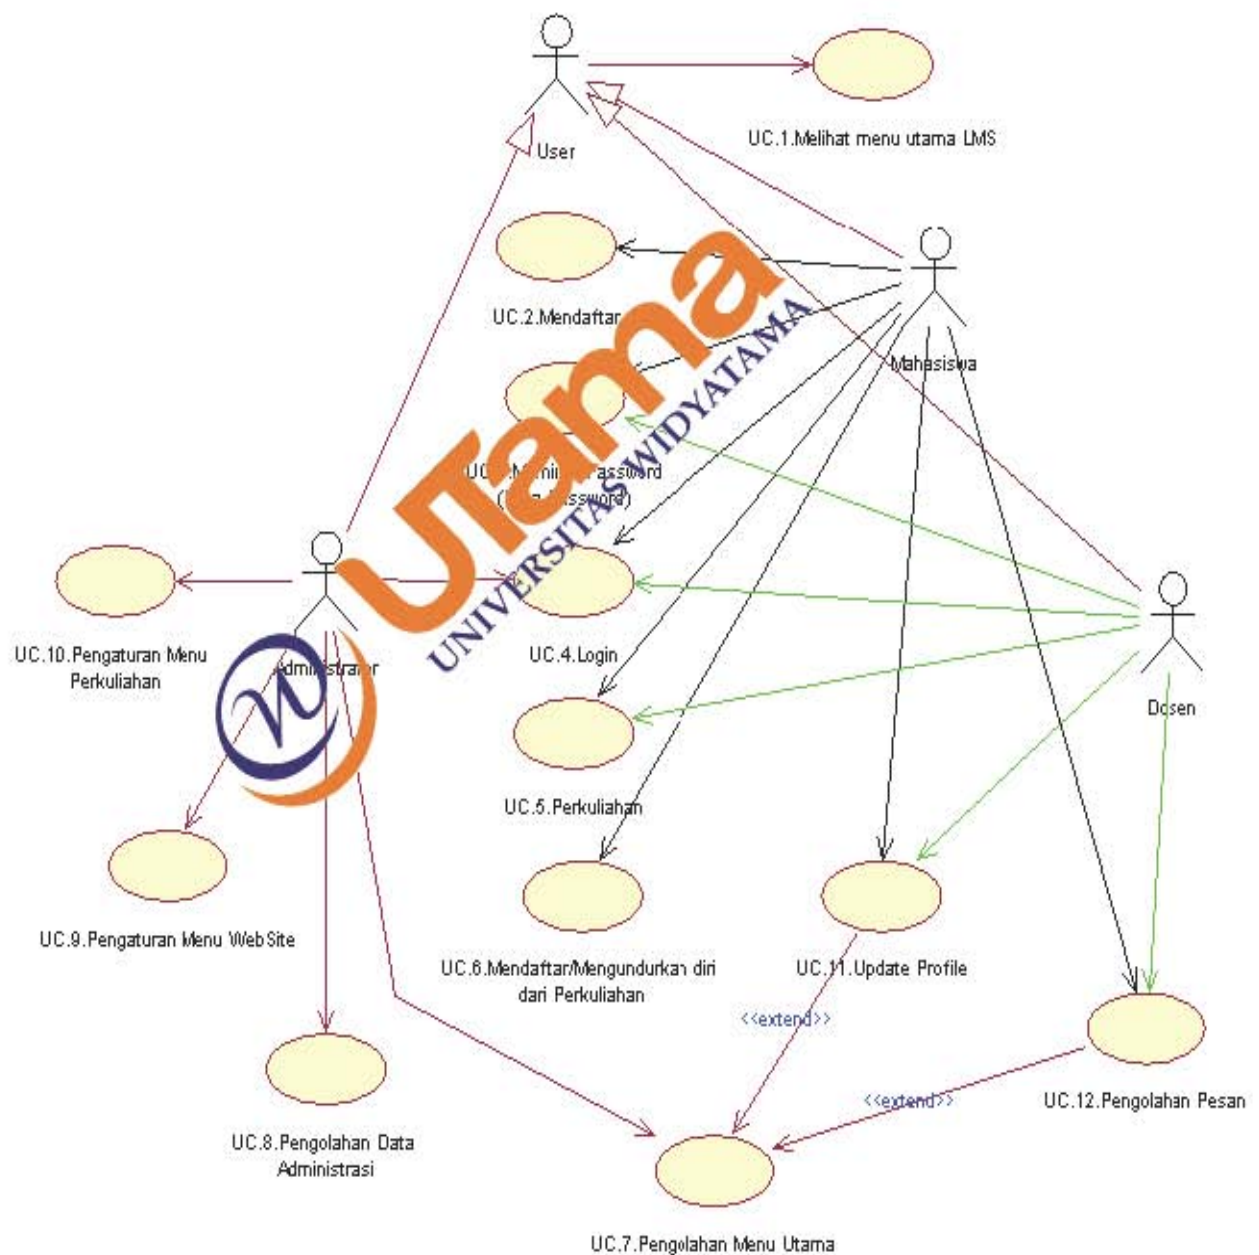 User
UC.1.Melihat menu utama LMS
UC.2.Mendaftar
Mahasiswa
Password
Utama
UNIVERSITAS WIDYATAMA
UC.10.Pengaturan Menu
Perkuliahan
Administrator
UC.4.Login
Dosen
UC.5.Perkuliahan
UC.9.Pengaturan Menu WebSite
UC.6.Mendaftar/Mengundurkan diri
dari Perkuliahan
UC.11.Update Profile
<<extend>>
<<extend>>
UC.12.Pengolahan Pesan
UC.8.Pengolahan Data
Administrasi
UC.7.Pengolahan Menu Utama